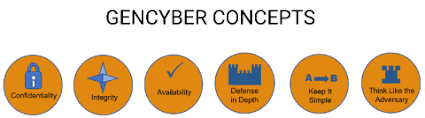 GENCYBER CONCEPTS
Confidentiality
Integrity
Availability
Defense
in Depth
A B
Keep It
Simple
Think Like the
Adversary